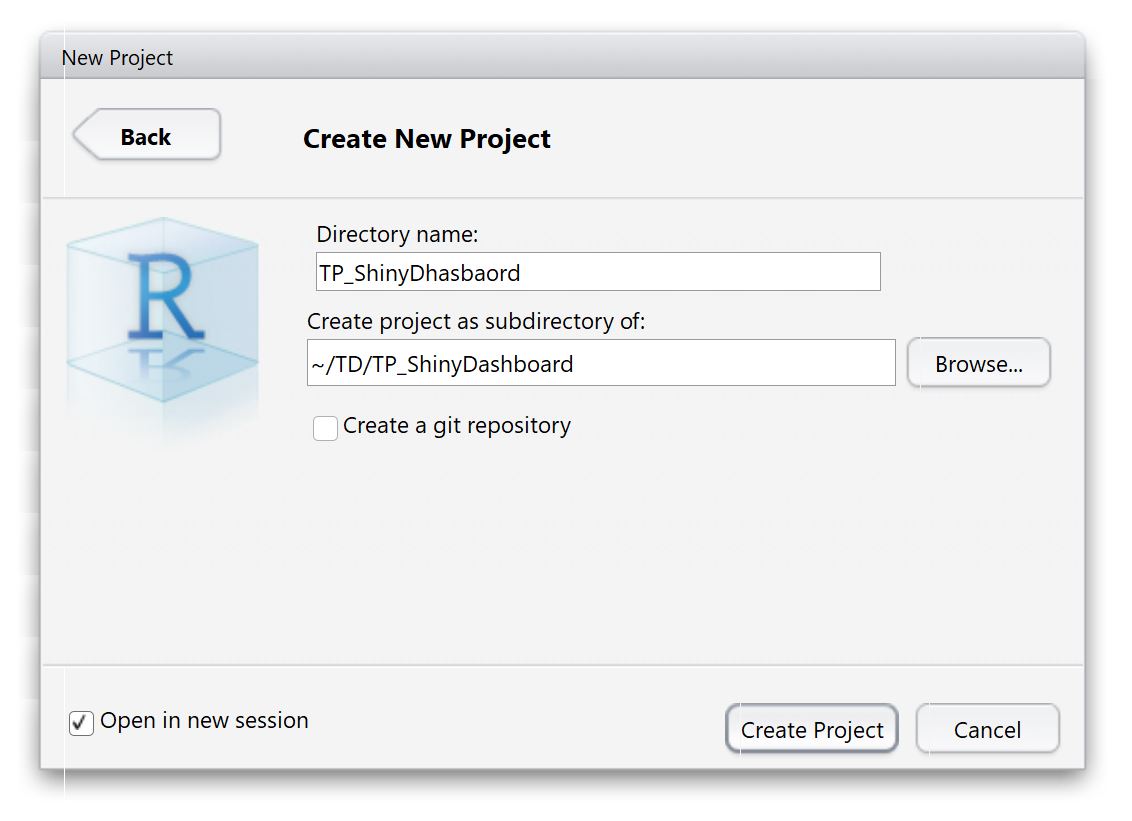 New Project
Back
Create New Project
R
Directory name:
TP_ShinyDhasbaord
Create project as subdirectory of:
~/TD/TP_ShinyDashboard
Browse...
Create a git repository
Open in new session
Create Project
Cancel